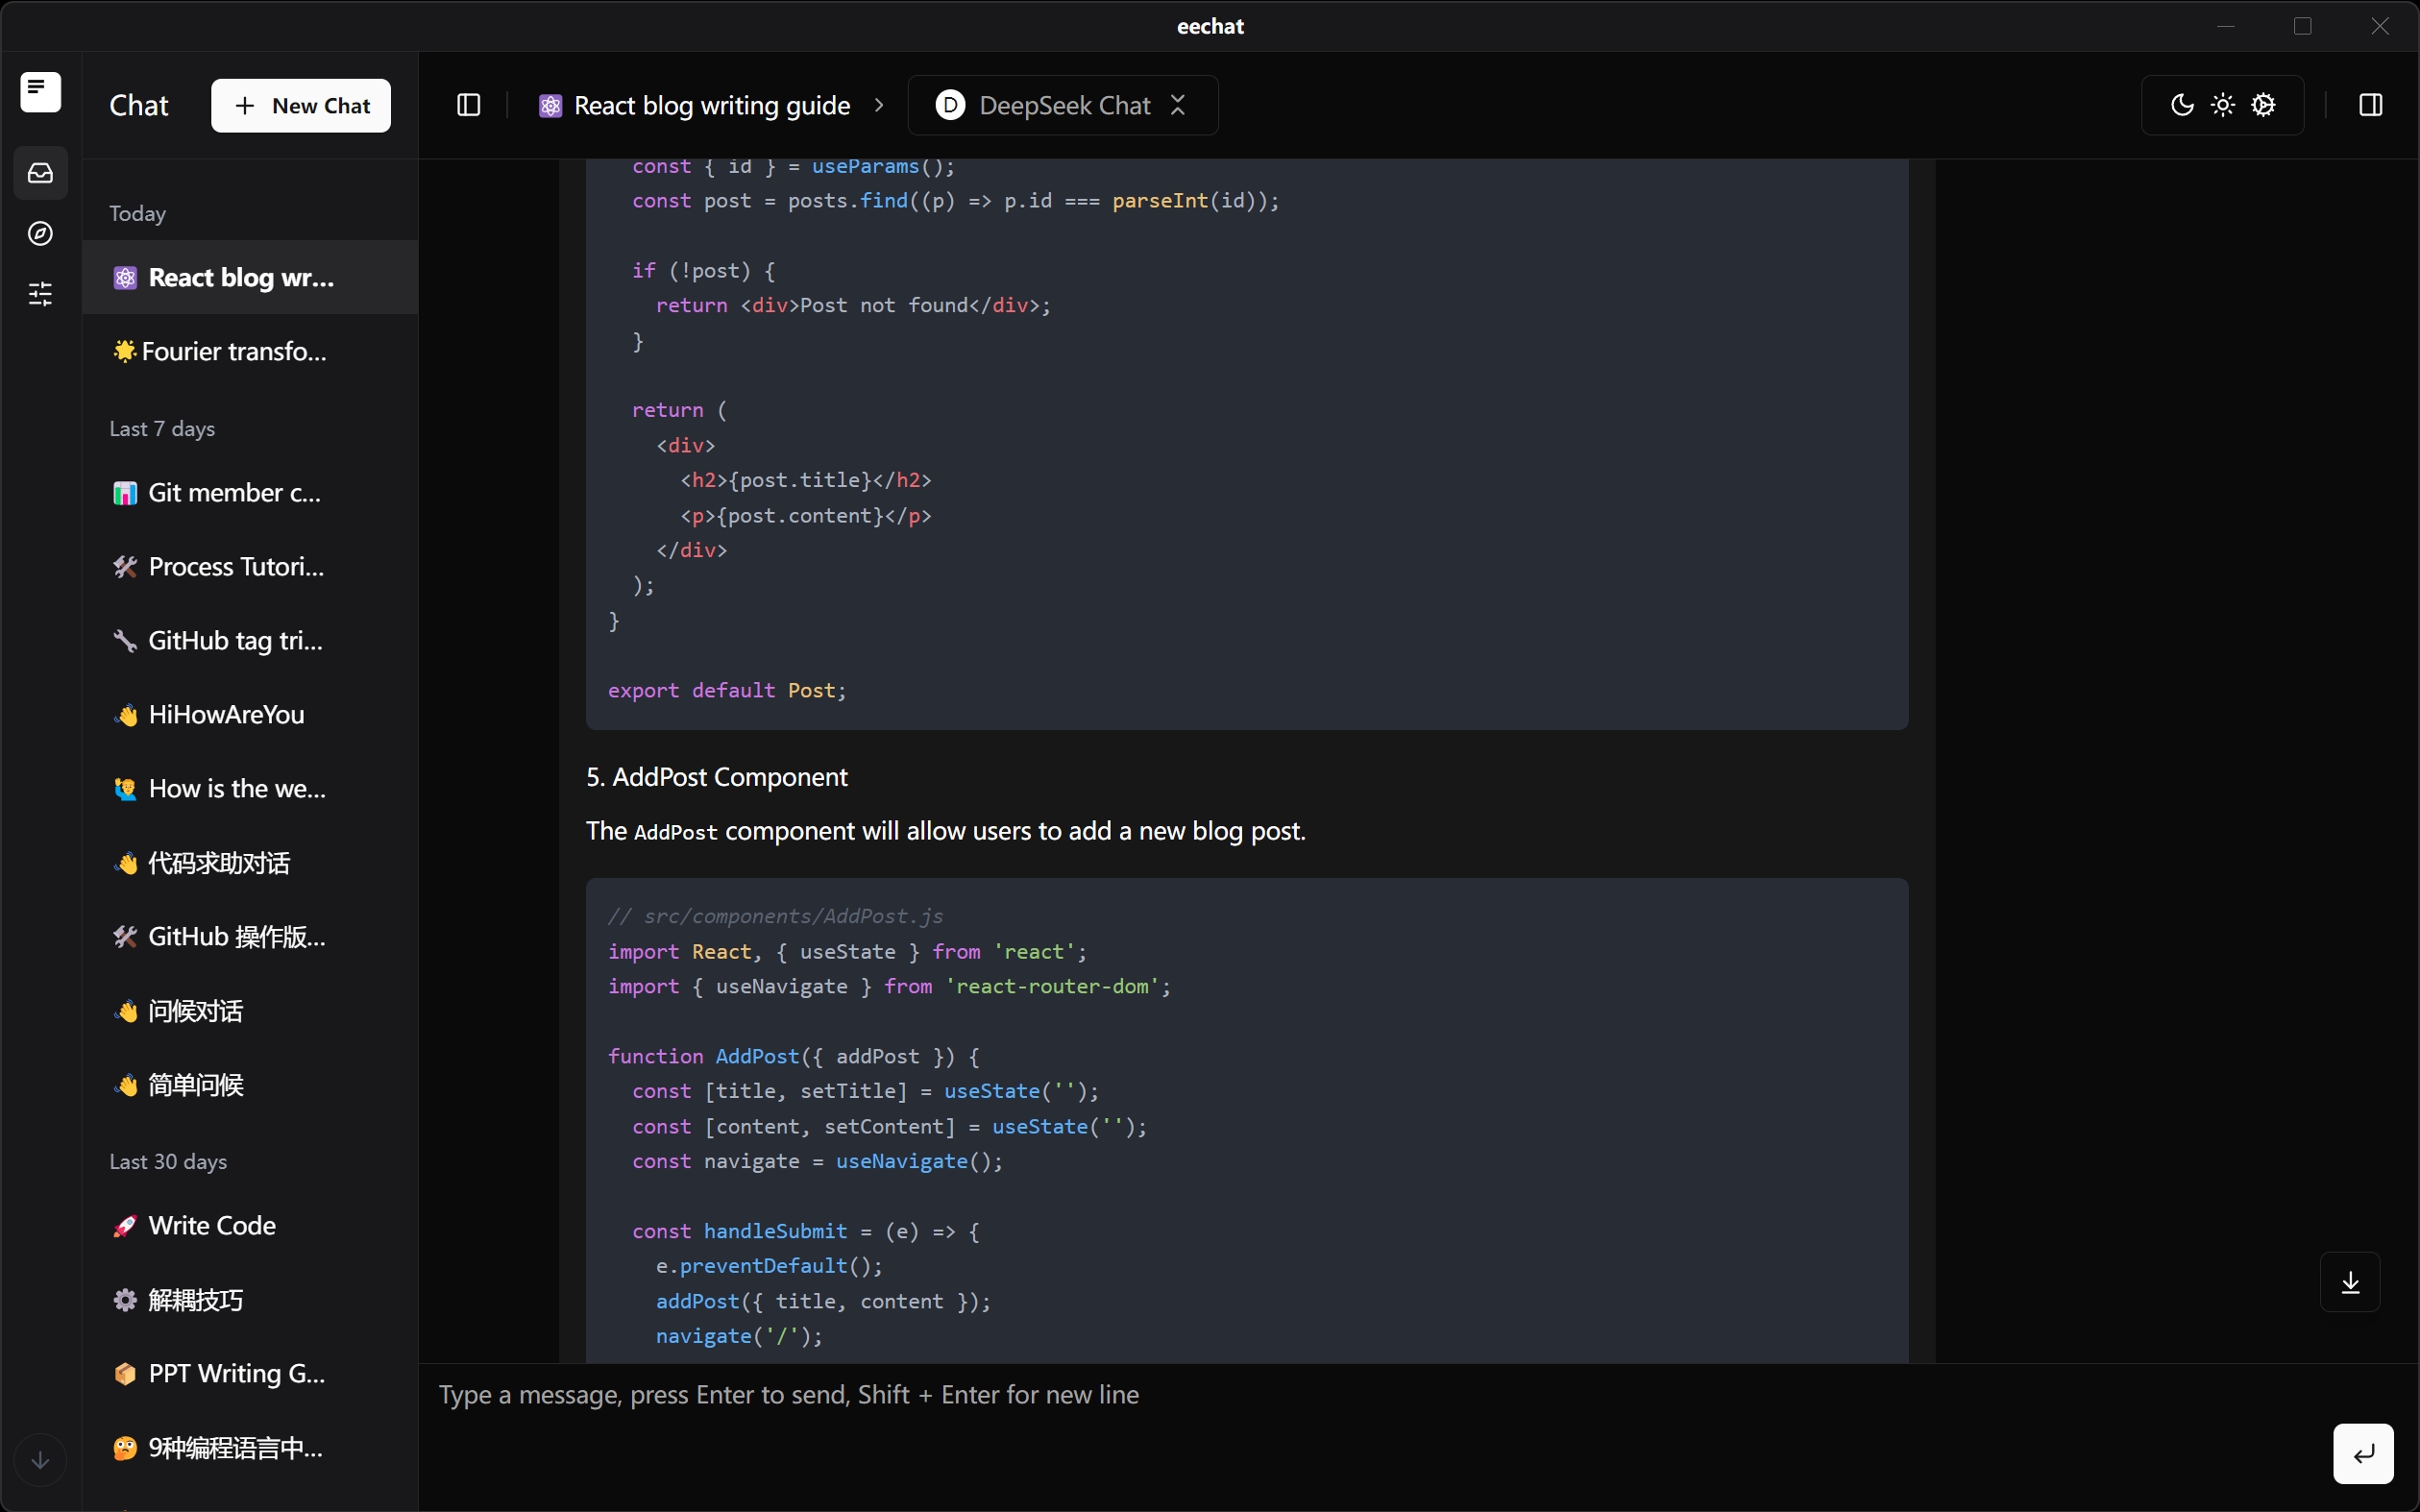 eechat
Chat
New Chat
React blog writing guide
D
DeepSeek Chat
Today
React blog wr...
Fourier transfo...
Last 7 days
Git member c...
Process Tutori...
GitHub tag tri...
HiHowAreYou
How is the we...
代码求助对话
GitHub 操作版...
问候对话
简单问候
Last 30 days
Write Code
解耦技巧
PPT Writing G...
9种编程语言中...
const { id } = useParams();
const post = posts.find((p) => p.id === parseInt(id));
if (!post) {
return <div>Post not found</div>;
}
return (
<div>
<h2>{post.title}</h2>
<p>{post.content}</p>
</div>
);
}
export default Post;
5. AddPost Component
The AddPost component will allow users to add a new blog post.
// src/components/AddPost.js
import React, { useState } from 'react';
import { useNavigate } from 'react-router-dom';
function AddPost({ addPost }) {
const [title, setTitle] = useState('');
const [content, setContent] = useState('');
const navigate = useNavigate();
const handleSubmit = (e) => {
e.preventDefault();
addPost({ title, content });
navigate('/');
Type a message, press Enter to send, Shift + Enter for new line